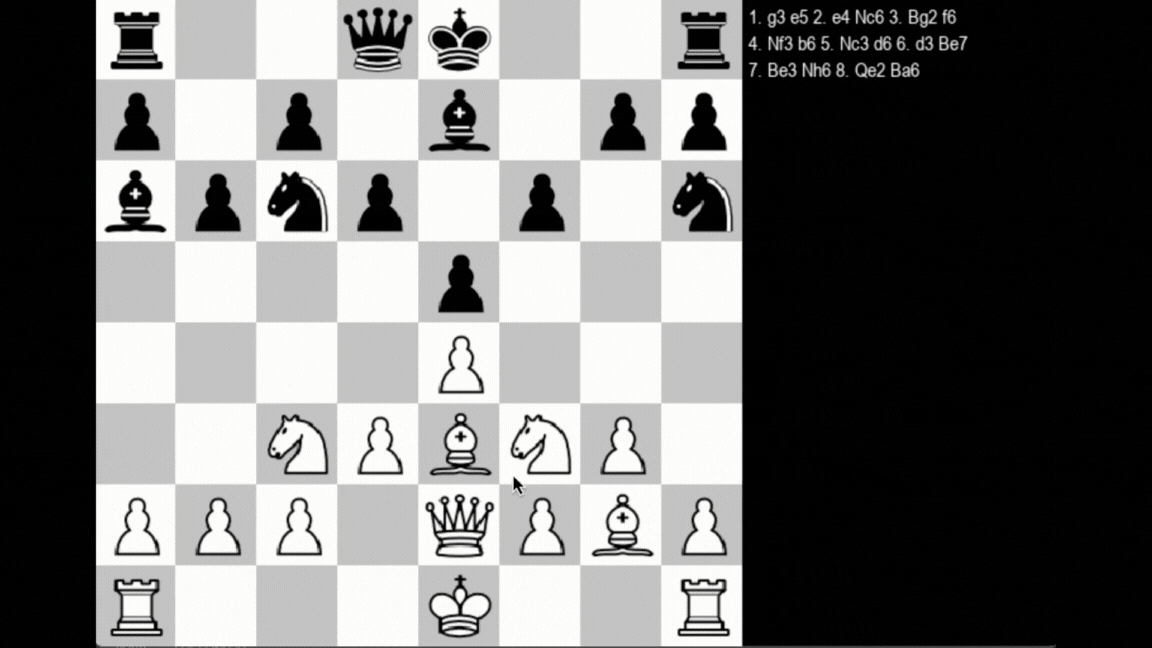 1. g3 e5 2. e4 Nc6 3. Bg2 f6
4. Nf3 b6 5. Nc3 d6 6. d3 Be7
7. Be3 Nh6 8. Qe2 Ba6